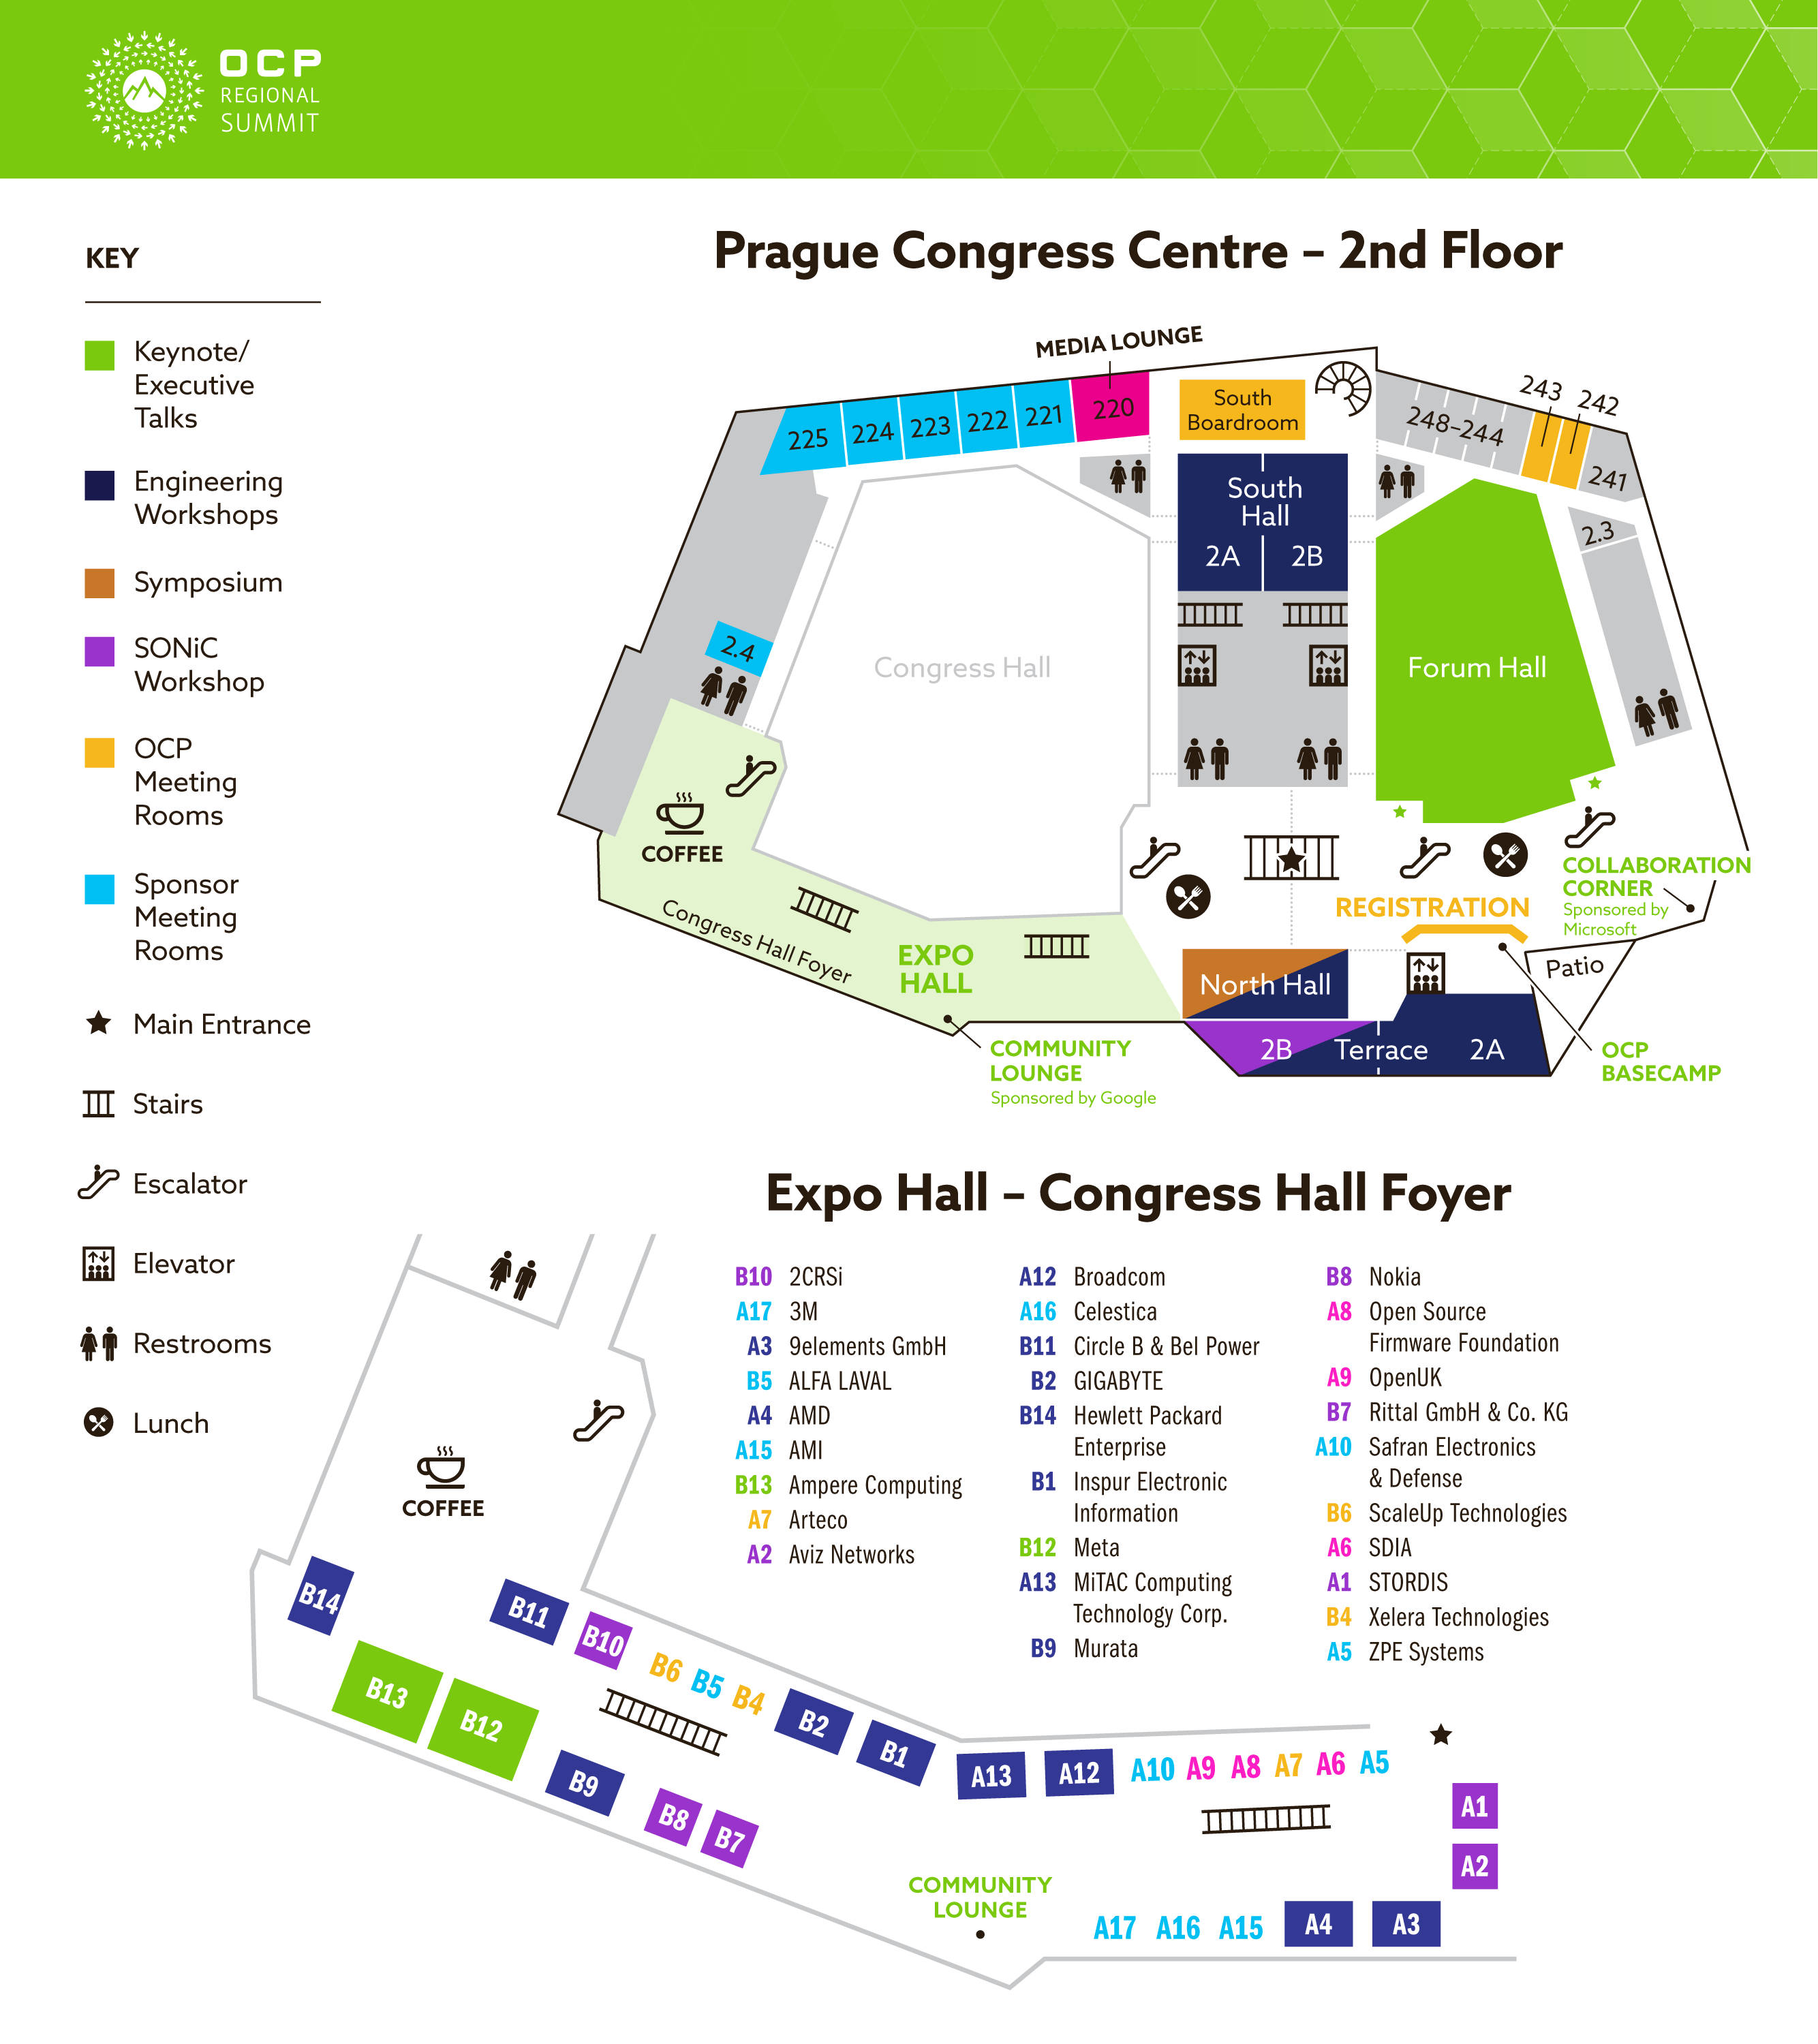 OCP
REGIONAL
SUMMIT
KEY
Keynote/
Executive
Talks
Engineering
Workshops
Symposium
SONiC
Workshop
OCP
Meeting
Rooms
Sponsor
Meeting
Rooms
Main Entrance
Stairs
Escalator
Elevator
Restrooms
Lunch
Prague Congress Centre – 2nd Floor
MEDIA LOUNGE
225
224
223
222
221
220
South
Boardroom
248–244
243
242
241
2.3
South
Hall
2A
2B
2.4
Congress Hall
Forum Hall
COFFEE
Congress Hall Foyer
EXPO
HALL
REGISTRATION
COLLABORATION
CORNER
Sponsored by
Microsoft
North Hall
Patio
2B
Terrace
2A
COMMUNITY
LOUNGE
Sponsored by Google
OCP
BASECAMP
Expo Hall – Congress Hall Foyer
B10 2CRSi
A17 3M
A3 9elements GmbH
B5 ALFA LAVAL
A4 AMD
A15 AMI
B13 Ampere Computing
A7 Arteco
A2 Aviz Networks
A12 Broadcom
A16 Celestica
B11 Circle B & Bel Power
B2 GIGABYTE
B14 Hewlett Packard
Enterprise
B1 Inspur Electronic
Information
B12 Meta
A13 MiTAC Computing
Technology Corp.
B9 Murata
B8 Nokia
A8 Open Source
Firmware Foundation
A9 OpenUK
B7 Rittal GmbH & Co. KG
A10 Safran Electronics
& Defense
B6 ScaleUp Technologies
A6 SDIA
A1 STORDIS
B4 Xelera Technologies
A5 ZPE Systems
COFFEE
B14
B11
B10
B6
B5
B4
B2
B1
B13
B12
B9
B8
B7
A13
A12
A10
A9
A8
A7
A6
A5
A1
A2
COMMUNITY
LOUNGE
A17
A16
A15
A4
A3